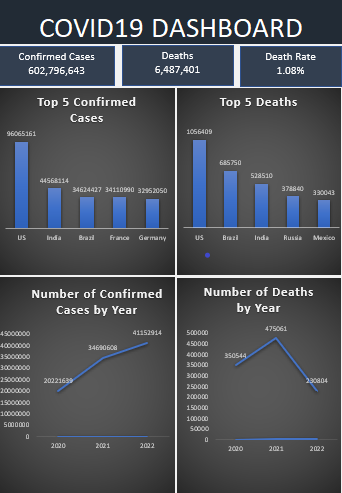 COVID19 DASHBOARD
Confirmed Cases
602,796,643
Deaths
6,487,401
Death Rate
1.08%
Top 5 Confirmed
Cases
96065161
44568114
34624427
34110990
32952050
US
India
Brazil
France
Germany
Top 5 Deaths
1056409
685750
528510
378840
330043
US
Brazil
India
Russia
Mexico
Number of Confirmed
Cases by Year
45000000
40000000
35000000
30000000
25000000
20000000
15000000
10000000
5000000
0
20221639
34690608
41152914
2020
2021
2022
Number of Deaths
by Year
500000
450000
400000
350000
300000
250000
200000
150000
100000
50000
0
350544
475061
230804
2020
2021
2022